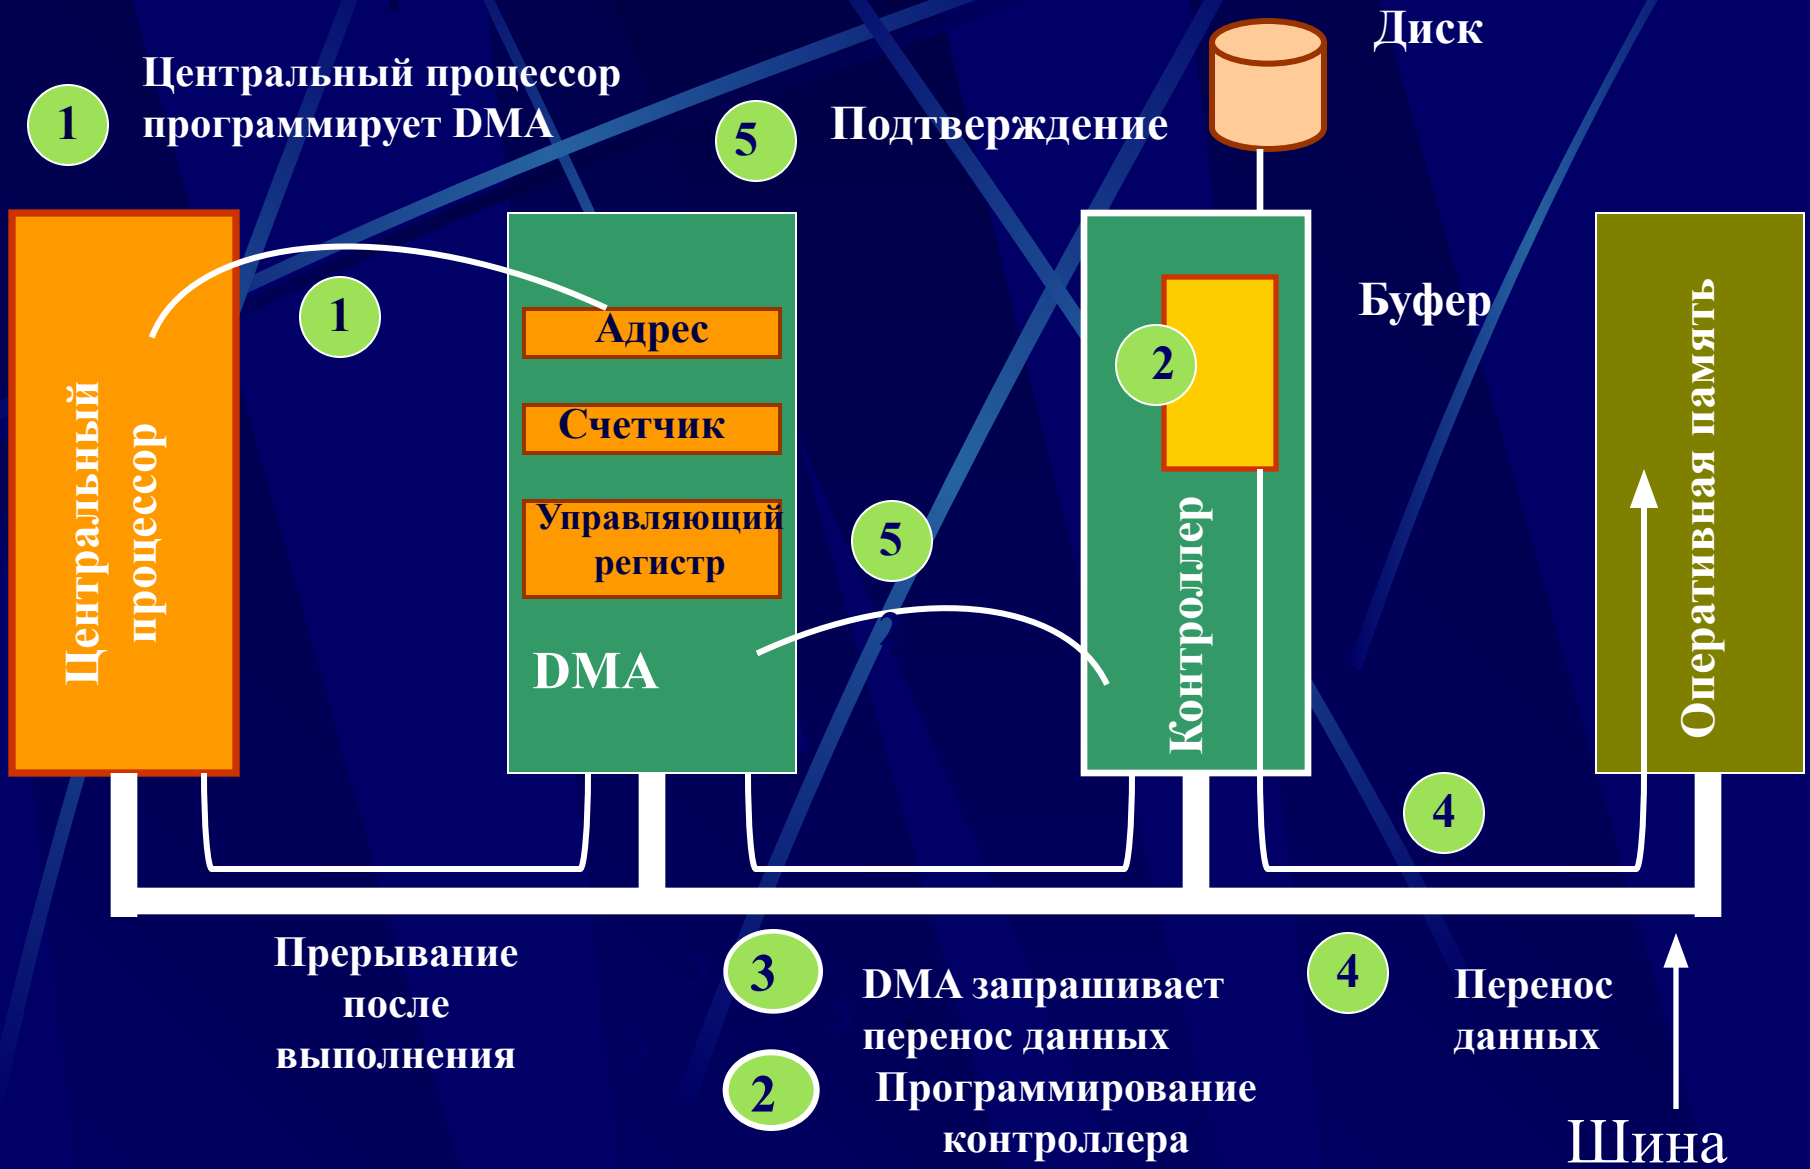 Диск
1
Центральный процессор
программирует DMA
5
Подтверждение
1
Адрес
Счетчик
Управляющий
регистр
DMA
Центральный
процессор
5
2
Буфер
Контроллер
Оперативная память
4
Прерывание
после
выполнения
3
DMA запрашивает
перенос данных
2
Программирование
контроллера
4
Перенос
данных
Шина